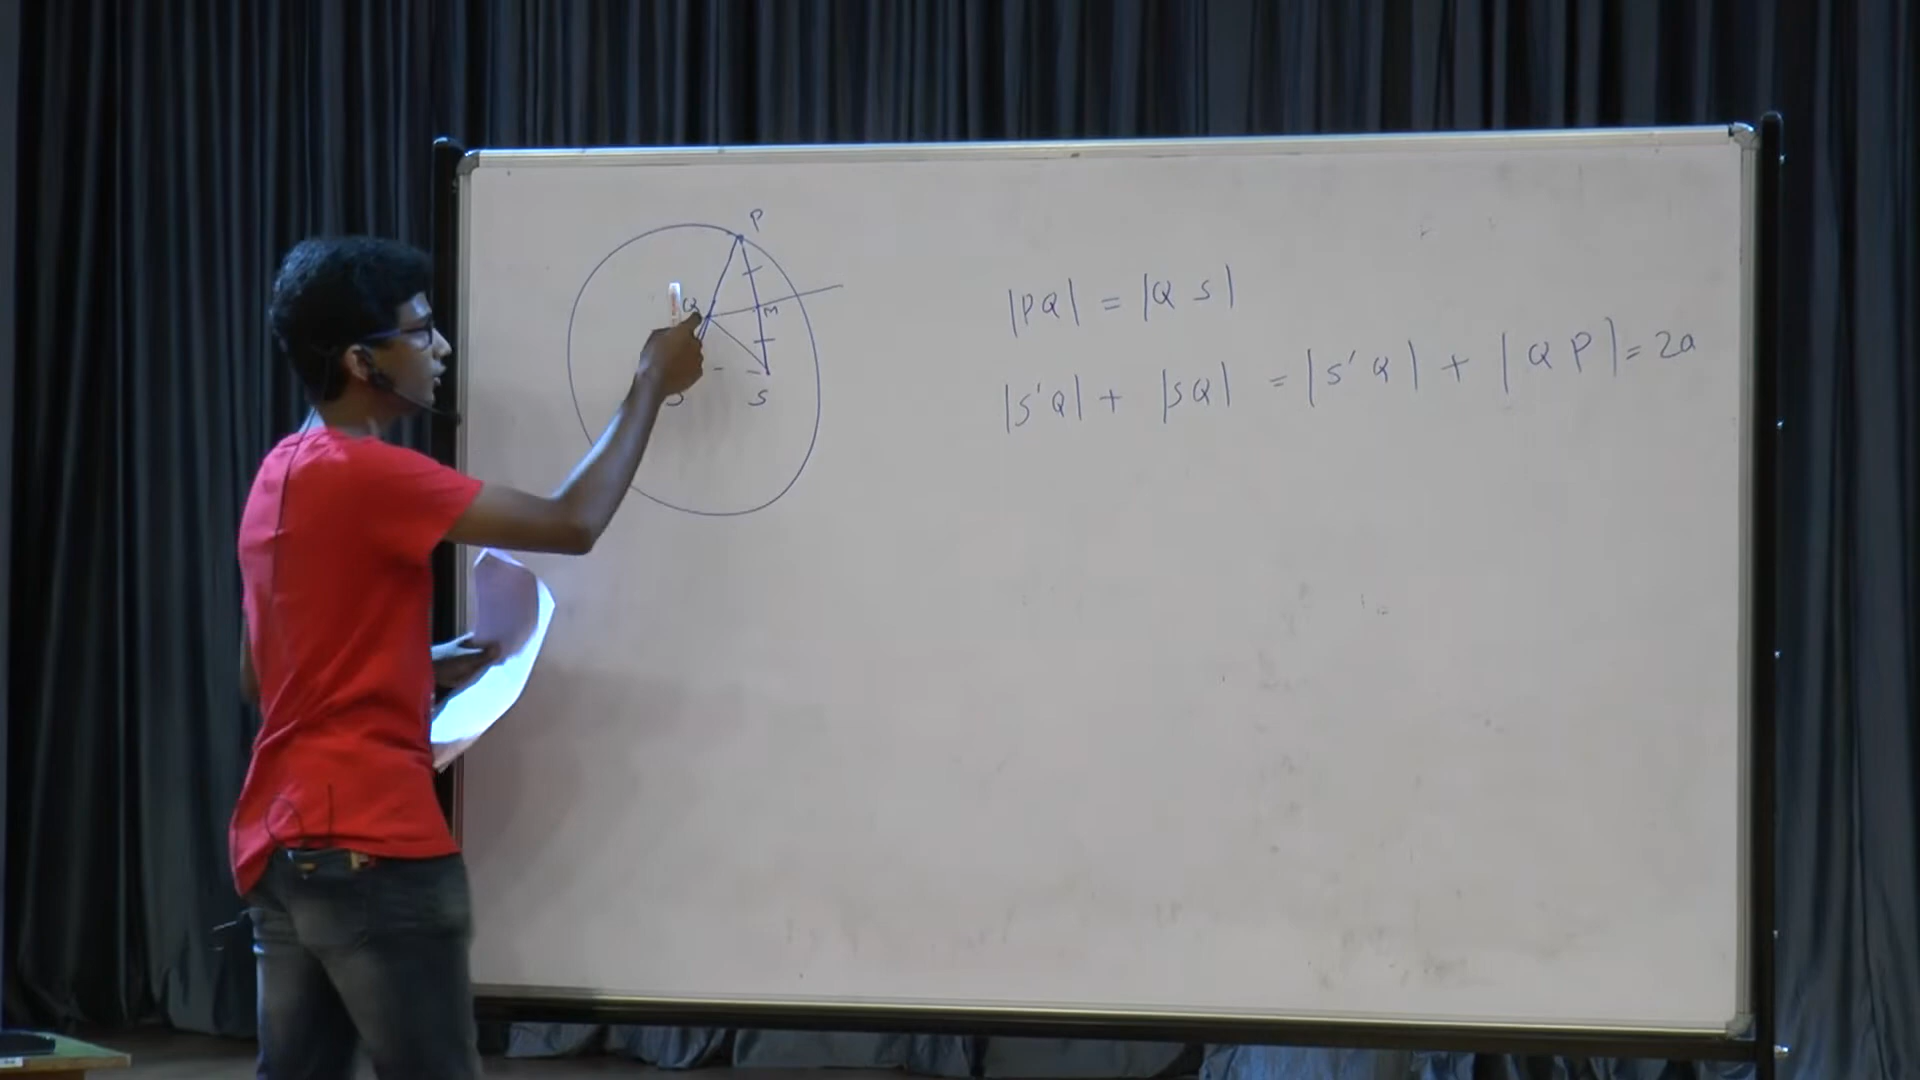 P
Q
M
S
|PQ| = |QS|
|S'Q| + |SQ| = |S'Q| + |QP| = 2a